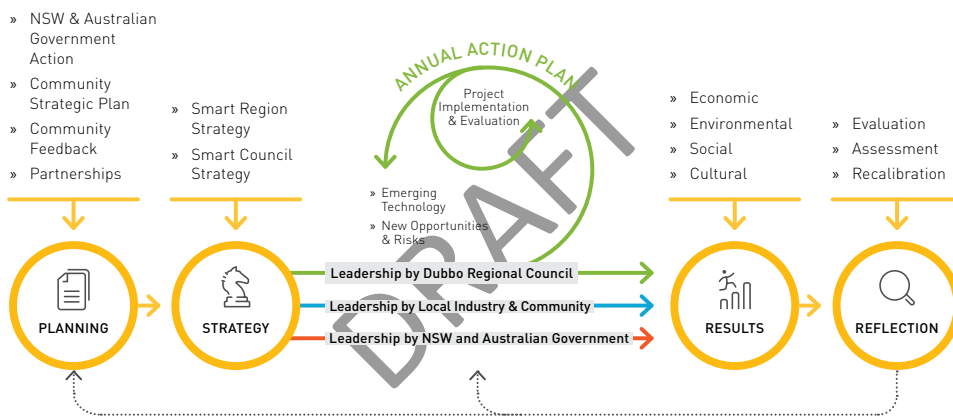 » NSW & Australian
Government
Action
» Community
Strategic Plan
» Community
Feedback
» Partnerships
» Smart Region
Strategy
» Smart Council
Strategy
ANNUAL ACTION PLAN
Project
Implementation
& Evaluation
» Emerging
Technology
» New Opportunities
& Risks
» Economic
» Environmental
» Social
» Cultural
» Evaluation
» Assessment
» Recalibration
DRAFT
PLANNING
STRATEGY
Leadership by Dubbo Regional Council
Leadership by Local Industry & Community
Leadership by NSW and Australian Government
RESULTS
REFLECTION